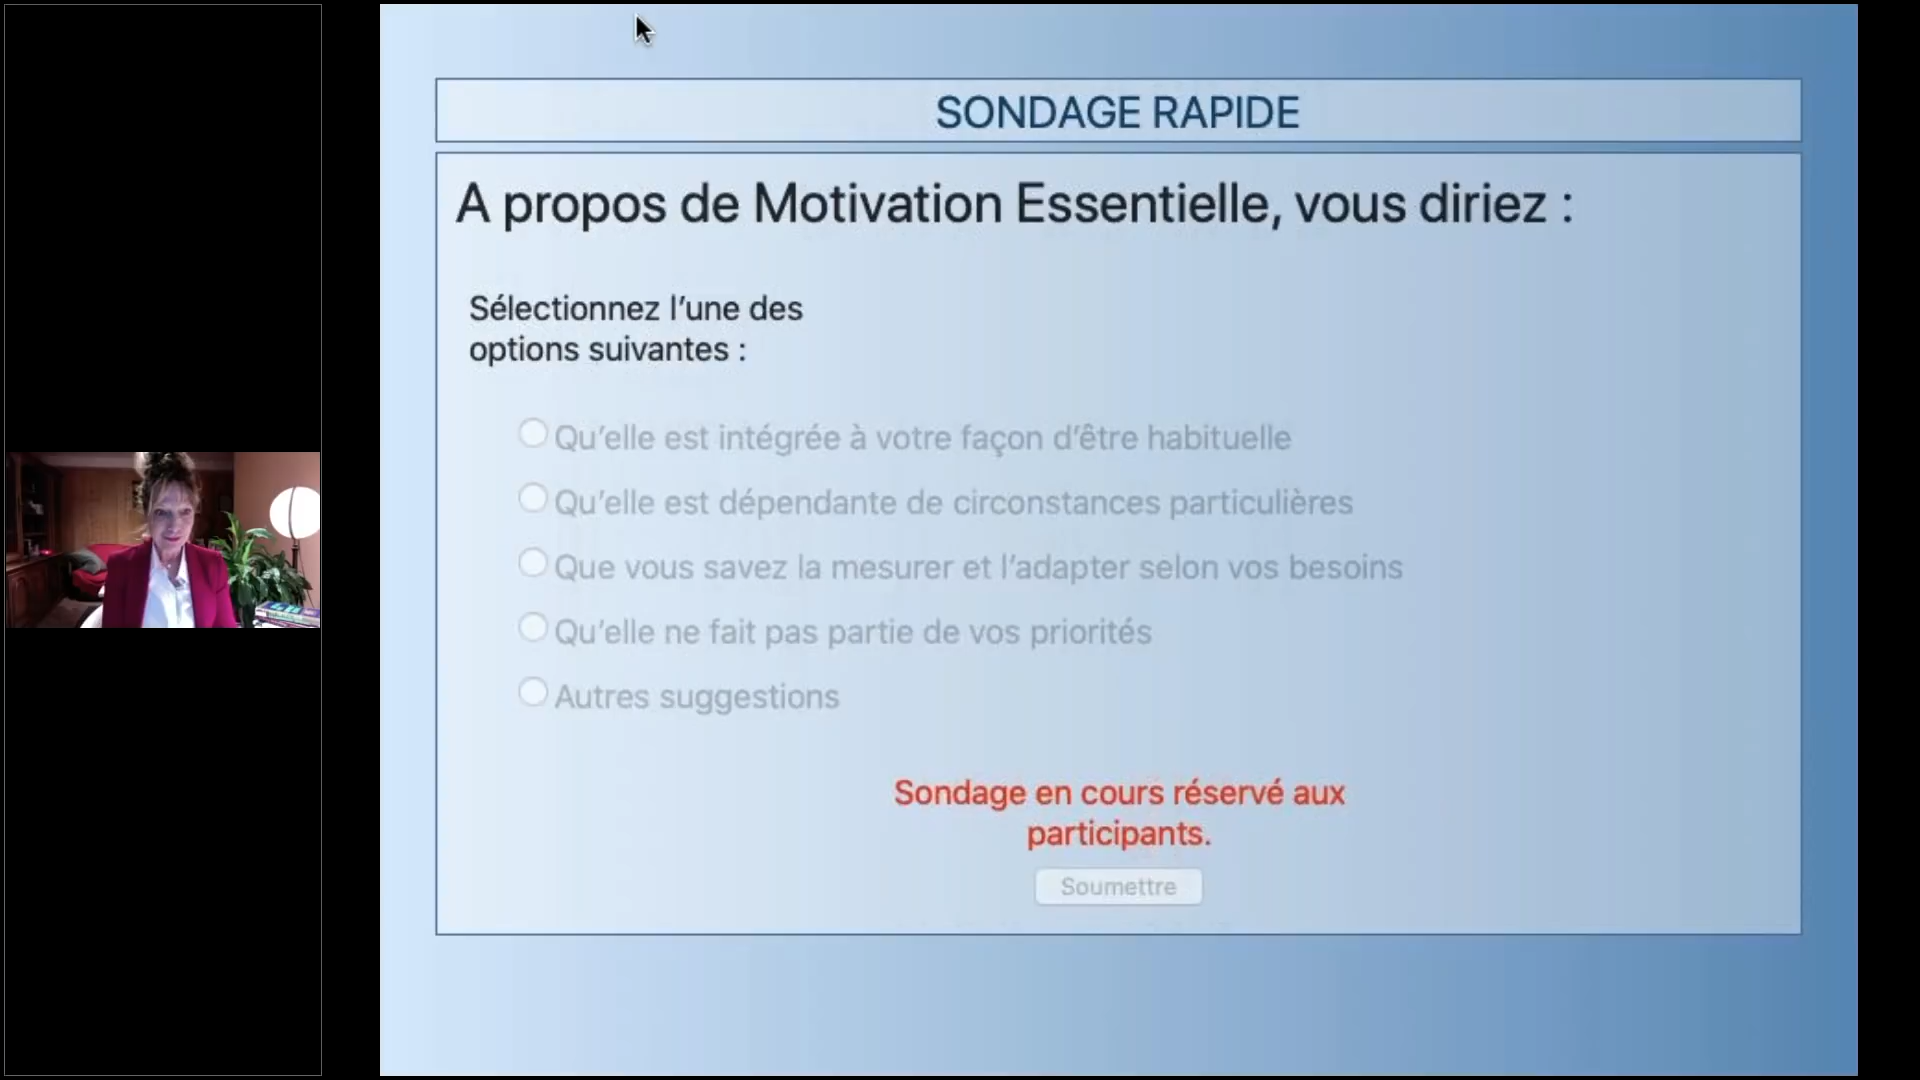 SONDAGE RAPIDE
A propos de Motivation Essentielle, vous diriez :
Sélectionnez l’une des
options suivantes :
Qu’elle est intégrée à votre façon d’être habituelle
Qu’elle est dépendante de circonstances particulières
Que vous savez la mesurer et l’adapter selon vos besoins
Qu’elle ne fait pas partie de vos priorités
Autres suggestions
Sondage en cours réservé aux
participants.
Soumettre